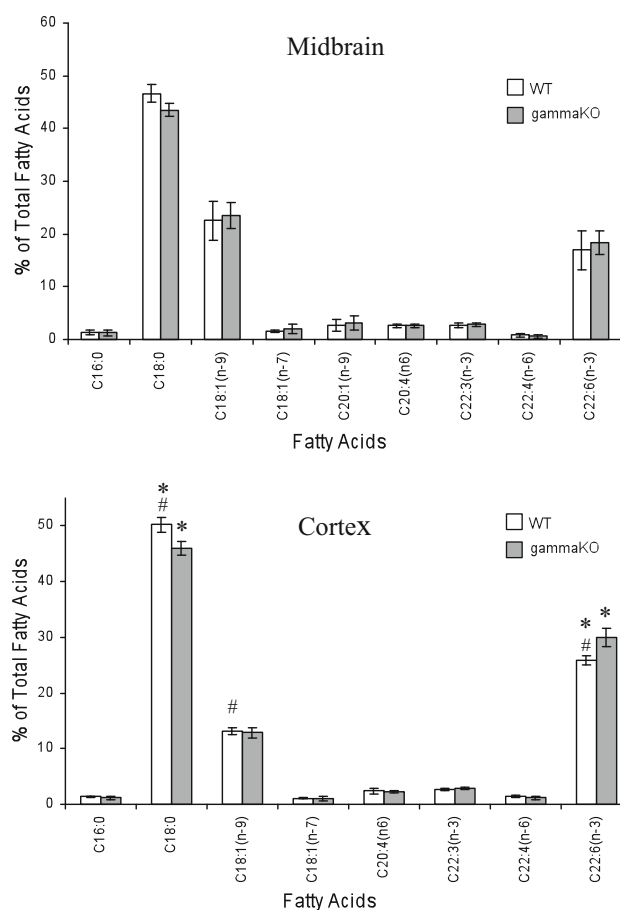 Midbrain
% of Total Fatty Acids
60
50
40
30
20
10
0
WT
gammaKO
C16:0
C18:0
C18:1(n-9)
C18:1(n-7)
C20:1(n-9)
C20:4(n6)
C22:3(n-3)
C22:4(n-6)
C22:6(n-3)
Fatty Acids
Cortex
% of Total Fatty Acids
50
40
30
20
10
0
WT
gammaKO
*
#
*
#
*
#
*
C16:0
C18:0
C18:1(n-9)
C18:1(n-7)
C20:4(n6)
C22:3(n-3)
C22:4(n-6)
C22:6(n-3)
Fatty Acids